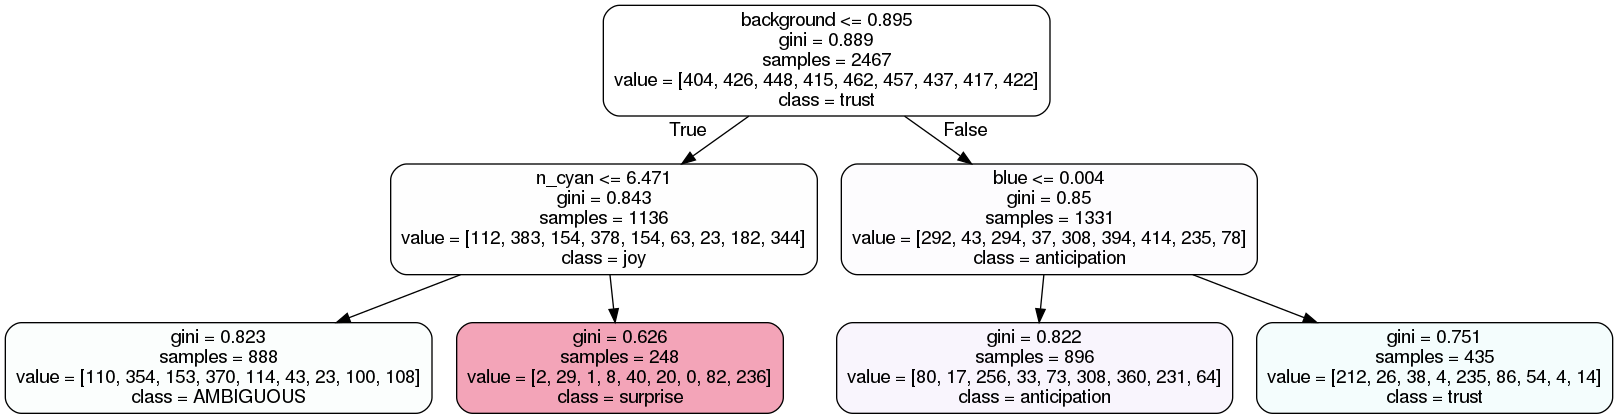 background <= 0.895
gini = 0.889
samples = 2467
value = [404, 426, 448, 415, 462, 457, 437, 417, 422]
class = trust
True
False
n_cyan <= 6.471
gini = 0.843
samples = 1136
value = [112, 383, 154, 378, 154, 63, 23, 182, 344]
class = joy
blue <= 0.004
gini = 0.85
samples = 1331
value = [292, 43, 294, 37, 308, 394, 414, 235, 78]
class = anticipation
gini = 0.823
samples = 888
value = [110, 354, 153, 370, 114, 43, 23, 100, 108]
class = AMBIGUOUS
gini = 0.626
samples = 248
value = [2, 29, 1, 8, 40, 20, 0, 82, 236]
class = surprise
gini = 0.822
samples = 896
value = [80, 17, 256, 33, 73, 308, 360, 231, 64]
class = anticipation
gini = 0.751
samples = 435
value = [212, 26, 38, 4, 235, 86, 54, 4, 14]
class = trust